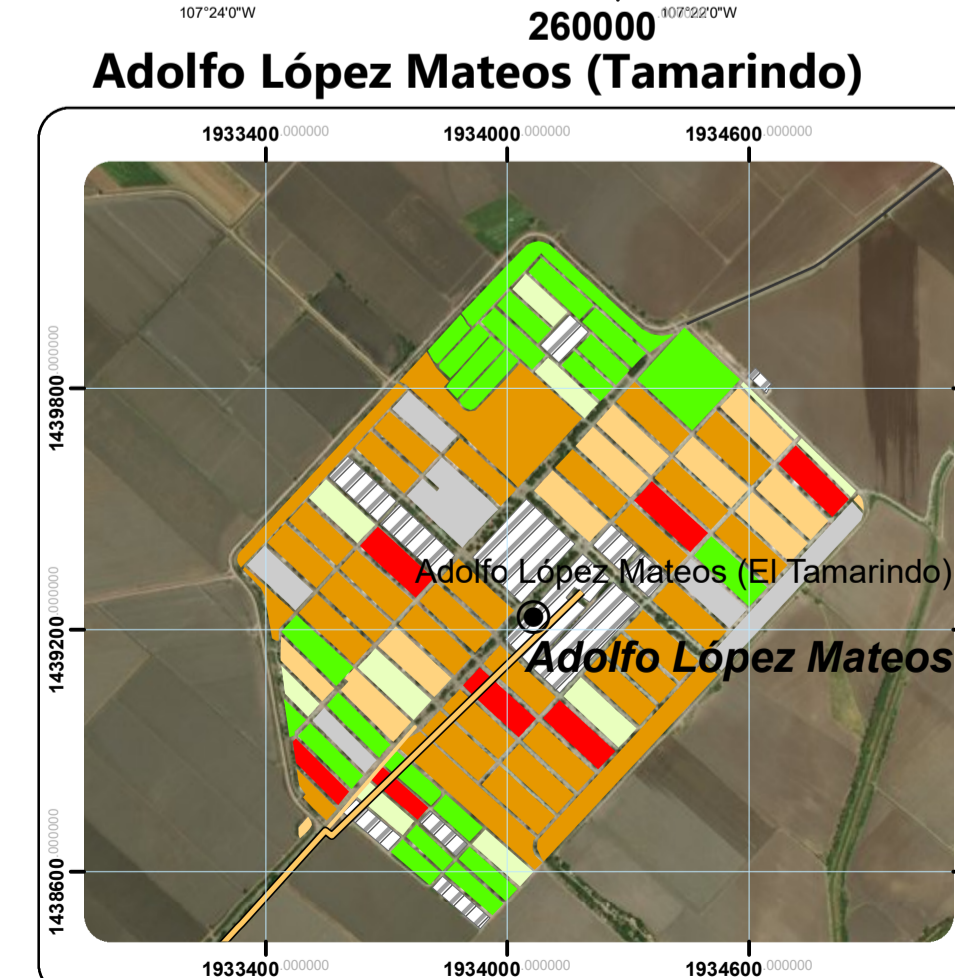 107°24'0"W .000000 107°22'0"W
260000
Adolfo López Mateos (Tamarindo)
1933400.000000 1934000.000000 1934600.000000
1439800.000000
Adolfo López Mateos (El Tamarindo)
1439200.000000
Adolfo López Mateos
1438600.000000
1933400.000000 1934000.000000 1934600.000000